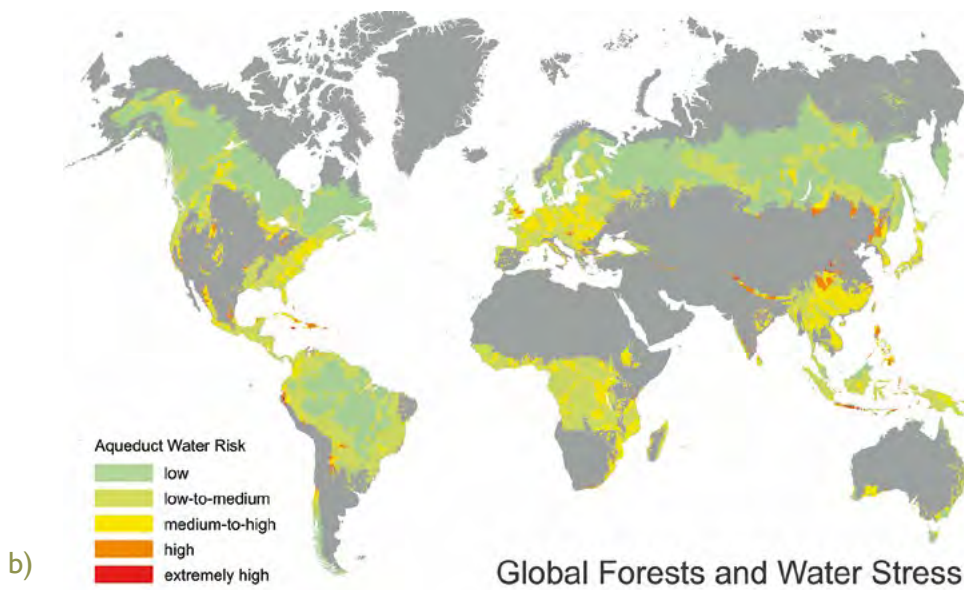 Aqueduct Water Risk
low
low-to-medium
medium-to-high
high
extremely high
b)
Global Forests and Water Stress